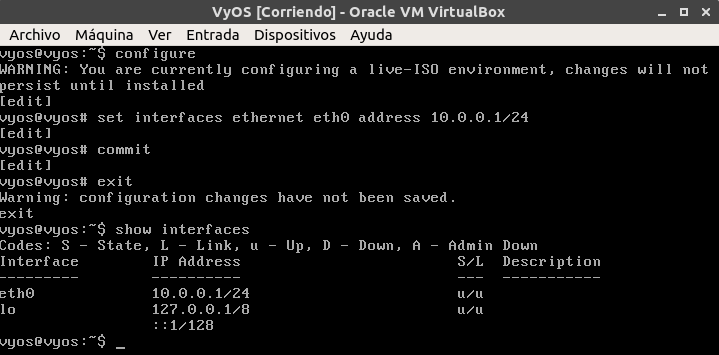 VyOS [Corriendo] - Oracle VM VirtualBox
Archivo Máquina Ver Entrada Dispositivos Ayuda
vyos@vyos:~$ configure
WARNING: You are currently configuring a live-ISO environment, changes will not
persist until installed
[edit]
vyos@vyos# set interfaces ethernet eth0 address 10.0.0.1/24
[edit]
vyos@vyos# commit
[edit]
vyos@vyos# exit
Warning: configuration changes have not been saved.
exit
vyos@vyos:~$ show interfaces
Codes: S - State, L - Link, u - Up, D - Down, A - Admin Down
Interface        IP Address                        S/L  Description
---------        ----------                        ---  -----------
eth0             10.0.0.1/24                       u/u
lo               127.0.0.1/8                       u/u
                 ::1/128
vyos@vyos:~$ _